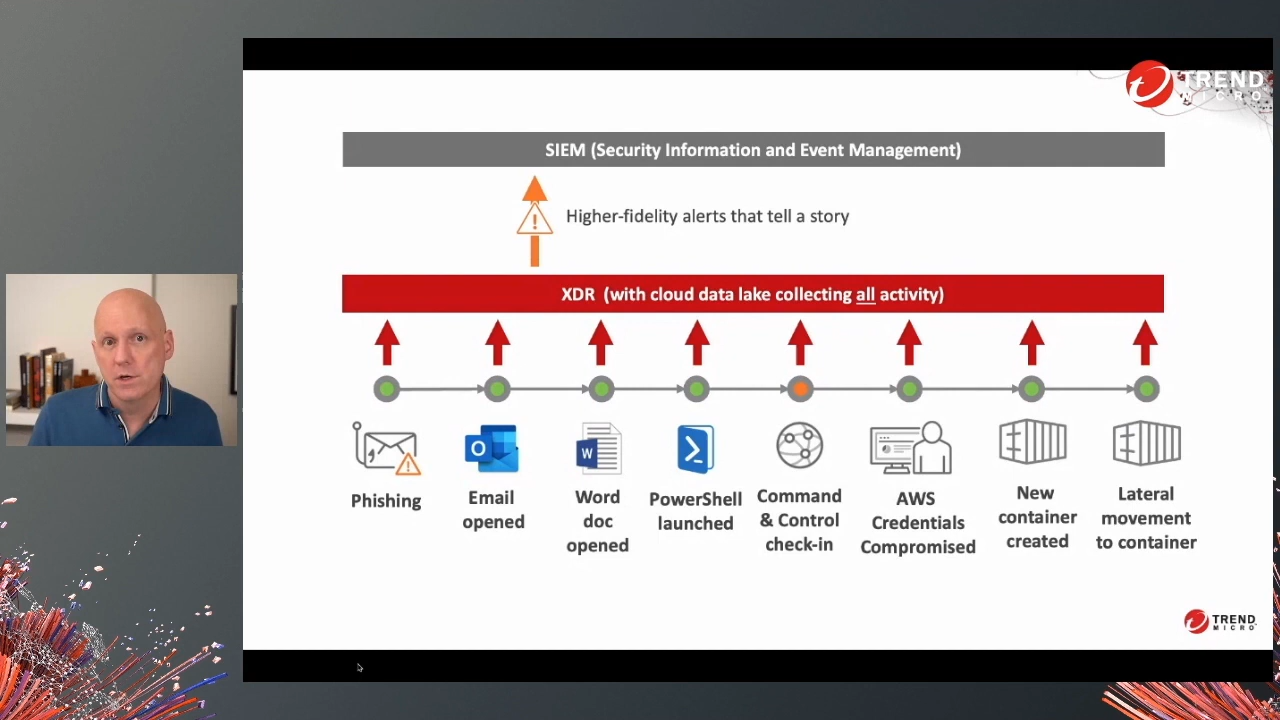 TREND
MICRO
SIEM (Security Information and Event Management)
!
Higher-fidelity alerts that tell a story
XDR (with cloud data lake collecting all activity)
!
O
W
Phishing
Email
opened
Word
doc
opened
PowerShell
launched
Command
& Control
check-in
AWS
Credentials
Compromised
New
container
created
Lateral
movement
to container
TREND
MICRO